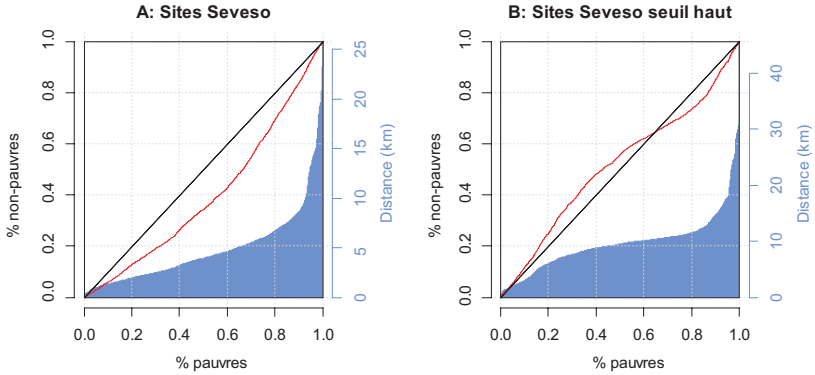 A: Sites Seveso
% non-pauvres
0.0 0.2 0.4 0.6 0.8 1.0
0.0 0.2 0.4 0.6 0.8 1.0
% pauvres
0 5 10 15 20 25
Distance (km)
B: Sites Seveso seuil haut
% non-pauvres
0.0 0.2 0.4 0.6 0.8 1.0
0.0 0.2 0.4 0.6 0.8 1.0
% pauvres
0 10 20 30 40
Distance (km)